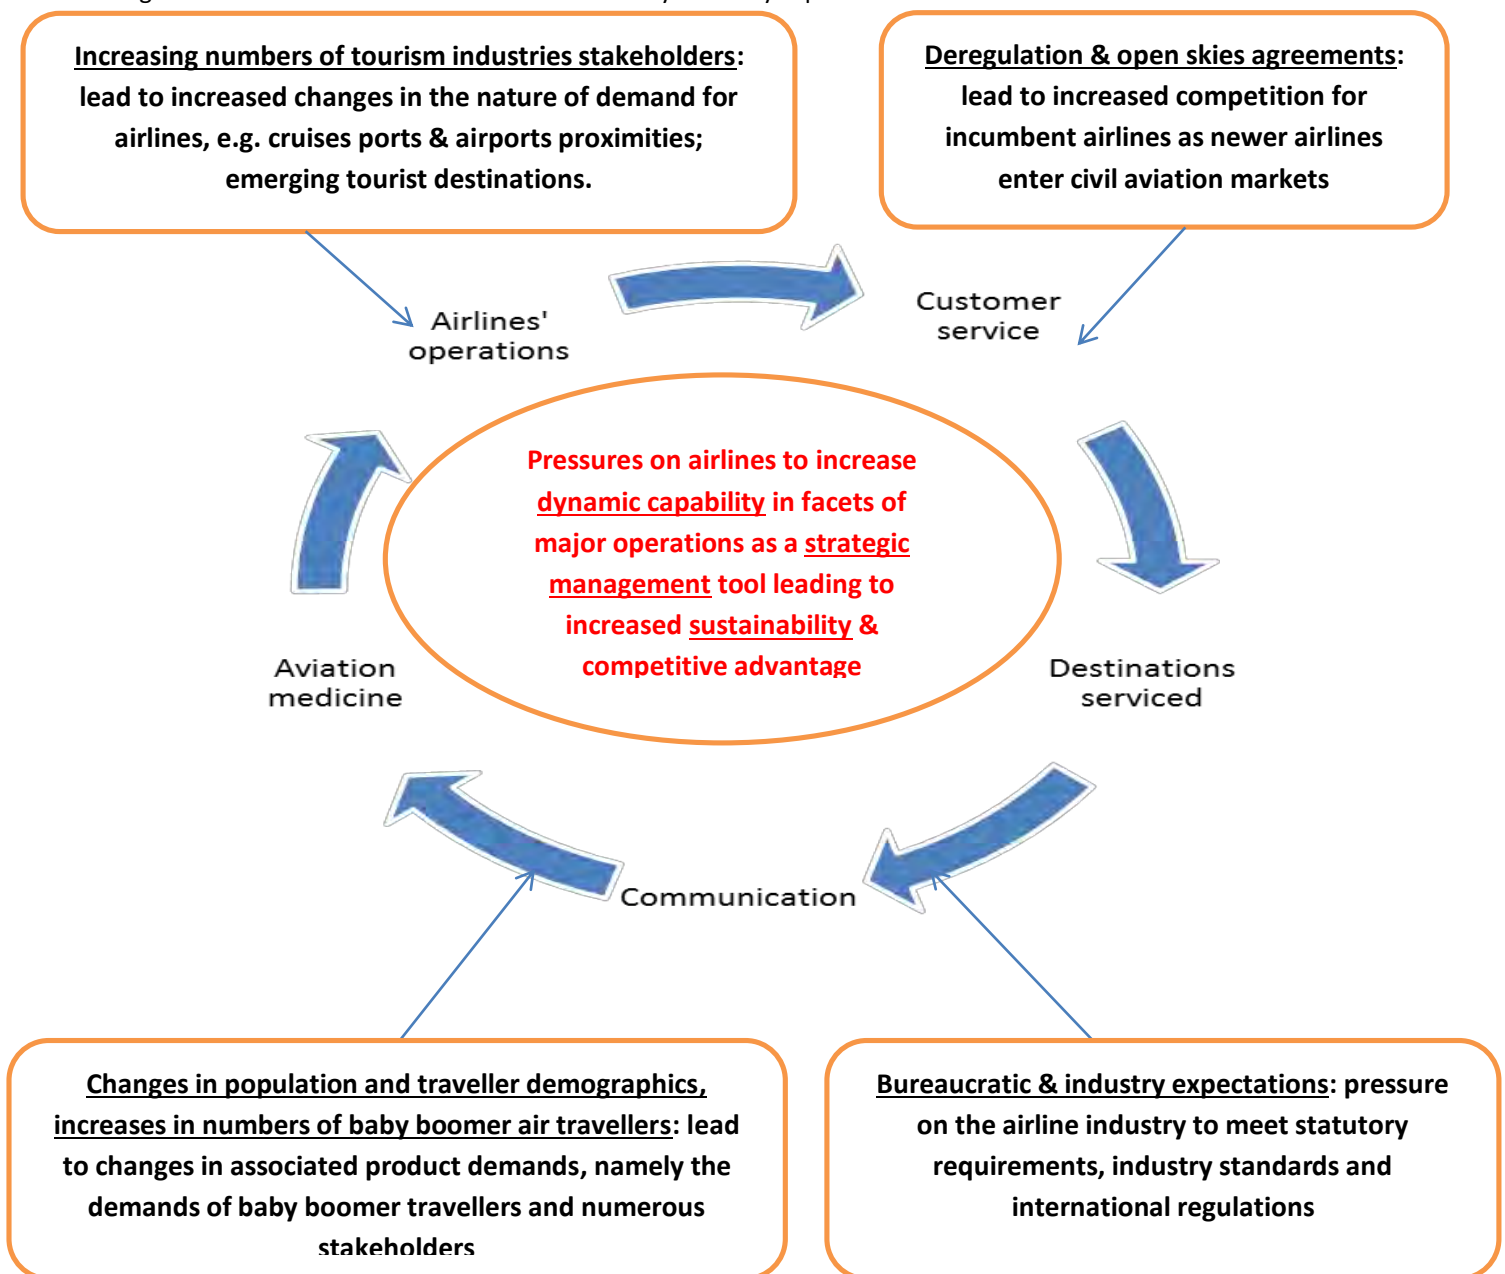 Increasing numbers of tourism industries stakeholders:
lead to increased changes in the nature of demand for
airlines, e.g. cruises ports & airports proximities;
emerging tourist destinations.
Deregulation & open skies agreements:
lead to increased competition for
incumbent airlines as newer airlines
enter civil aviation markets
Airlines'
operations
Customer
service
Pressures on airlines to increase
dynamic capability in facets of
major operations as a strategic
management tool leading to
increased sustainability &
competitive advantage
Aviation
medicine
Destinations
serviced
Communication
Changes in population and traveller demographics,
increases in numbers of baby boomer air travellers: lead
to changes in associated product demands, namely the
demands of baby boomer travellers and numerous
stakeholders
Bureaucratic & industry expectations: pressure
on the airline industry to meet statutory
requirements, industry standards and
international regulations